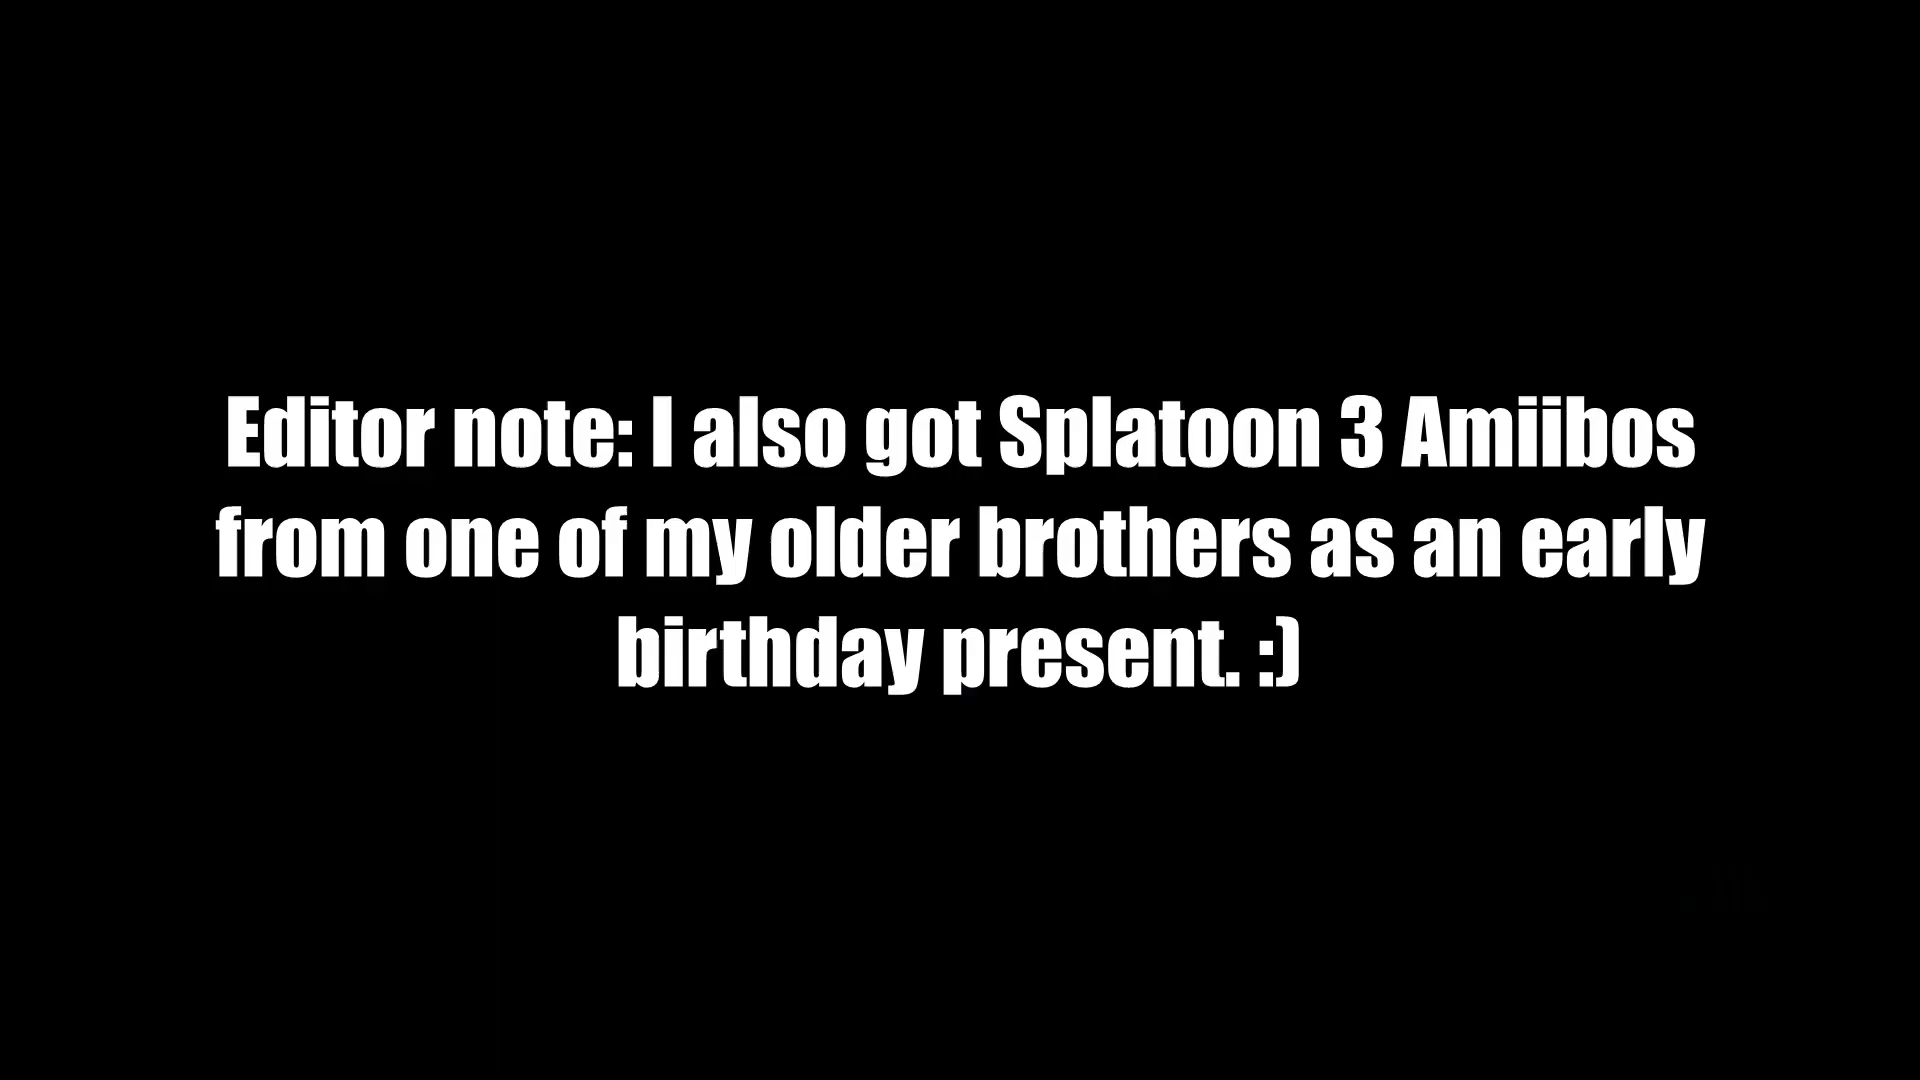 Editor note: I also got Splatoon 3 Amiibos
from one of my older brothers as an early
birthday present. :)